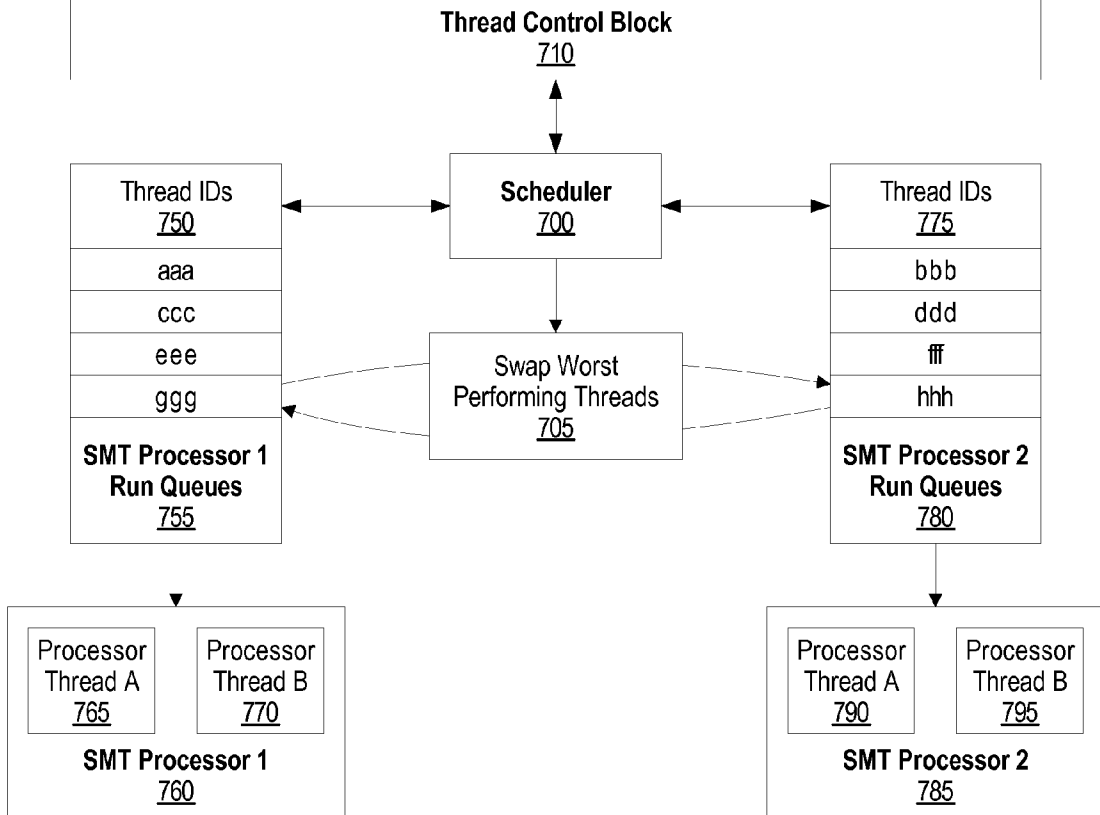 Thread Control Block
710
Thread IDs
750
Scheduler
700
Thread IDs
775
aaa
ccc
eee
ggg
bbb
ddd
fff
hhh
Swap Worst
Performing Threads
705
SMT Processor 1
Run Queues
755
SMT Processor 2
Run Queues
780
Processor
Thread A
765
Processor
Thread B
770
SMT Processor 1
760
Processor
Thread A
790
Processor
Thread B
795
SMT Processor 2
785